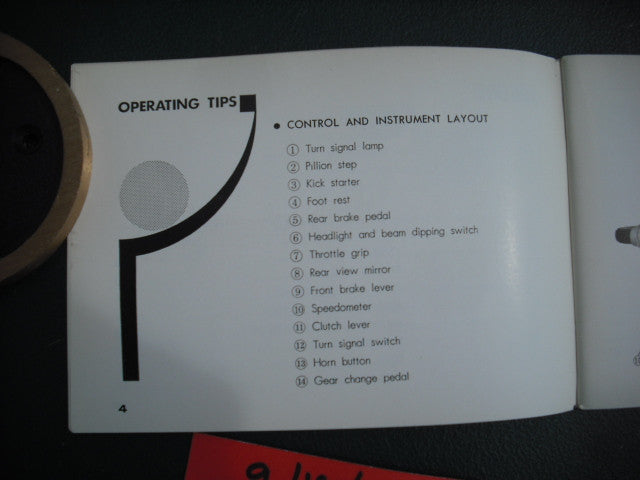 OPERATING TIPS
● CONTROL AND INSTRUMENT LAYOUT
① Turn signal lamp
② Pillion step
③ Kick starter
④ Foot rest
⑤ Rear brake pedal
⑥ Headlight and beam dipping switch
⑦ Throttle grip
⑧ Rear view mirror
⑨ Front brake lever
⑩ Speedometer
⑪ Clutch lever
⑫ Turn signal switch
⑬ Horn button
⑭ Gear change pedal
4